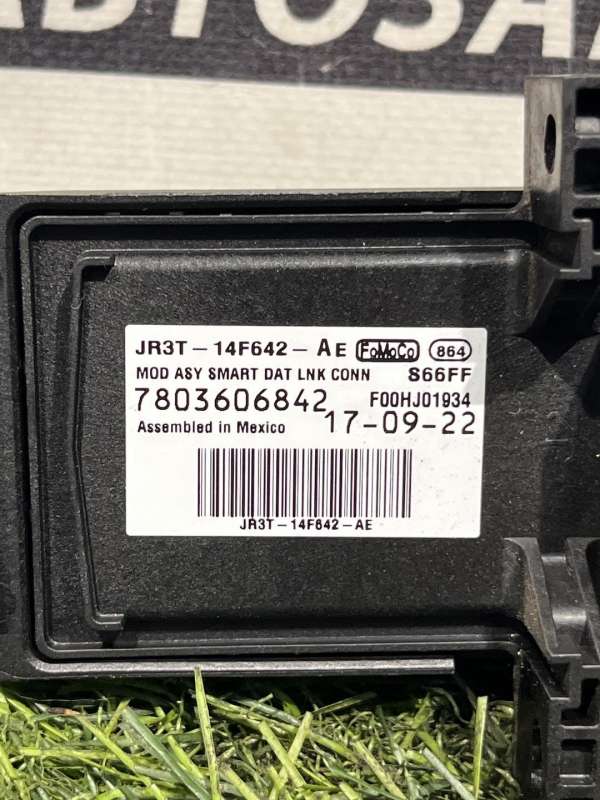 JR3T-14F642-AE FoMoCo 864
MOD ASY SMART DAT LNK CONN S66FF
7803606842 F00HJ01934
Assembled in Mexico 17-09-22
JR3T-14F642-AE